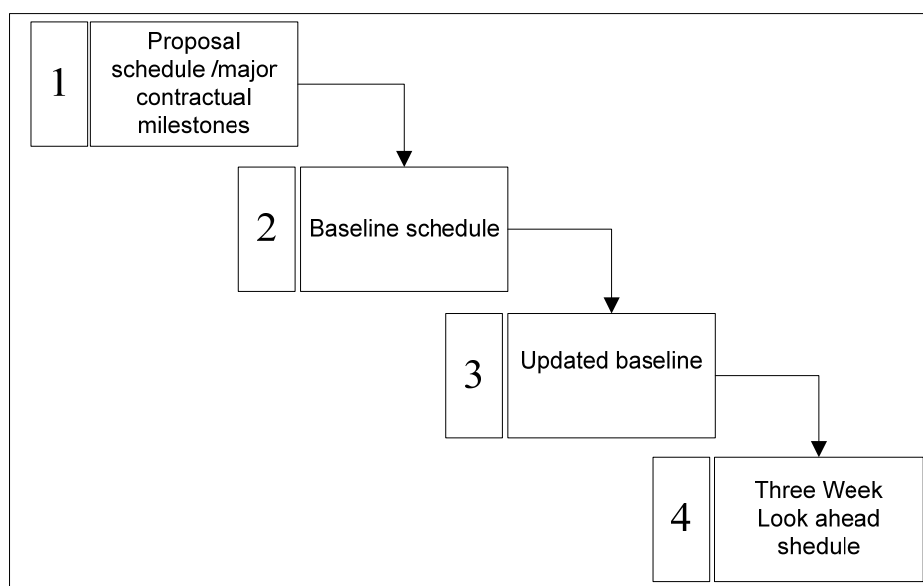 1
Proposal
schedule /major
contractual
milestones
2
Baseline schedule
3
Updated baseline
4
Three Week
Look ahead
shedule